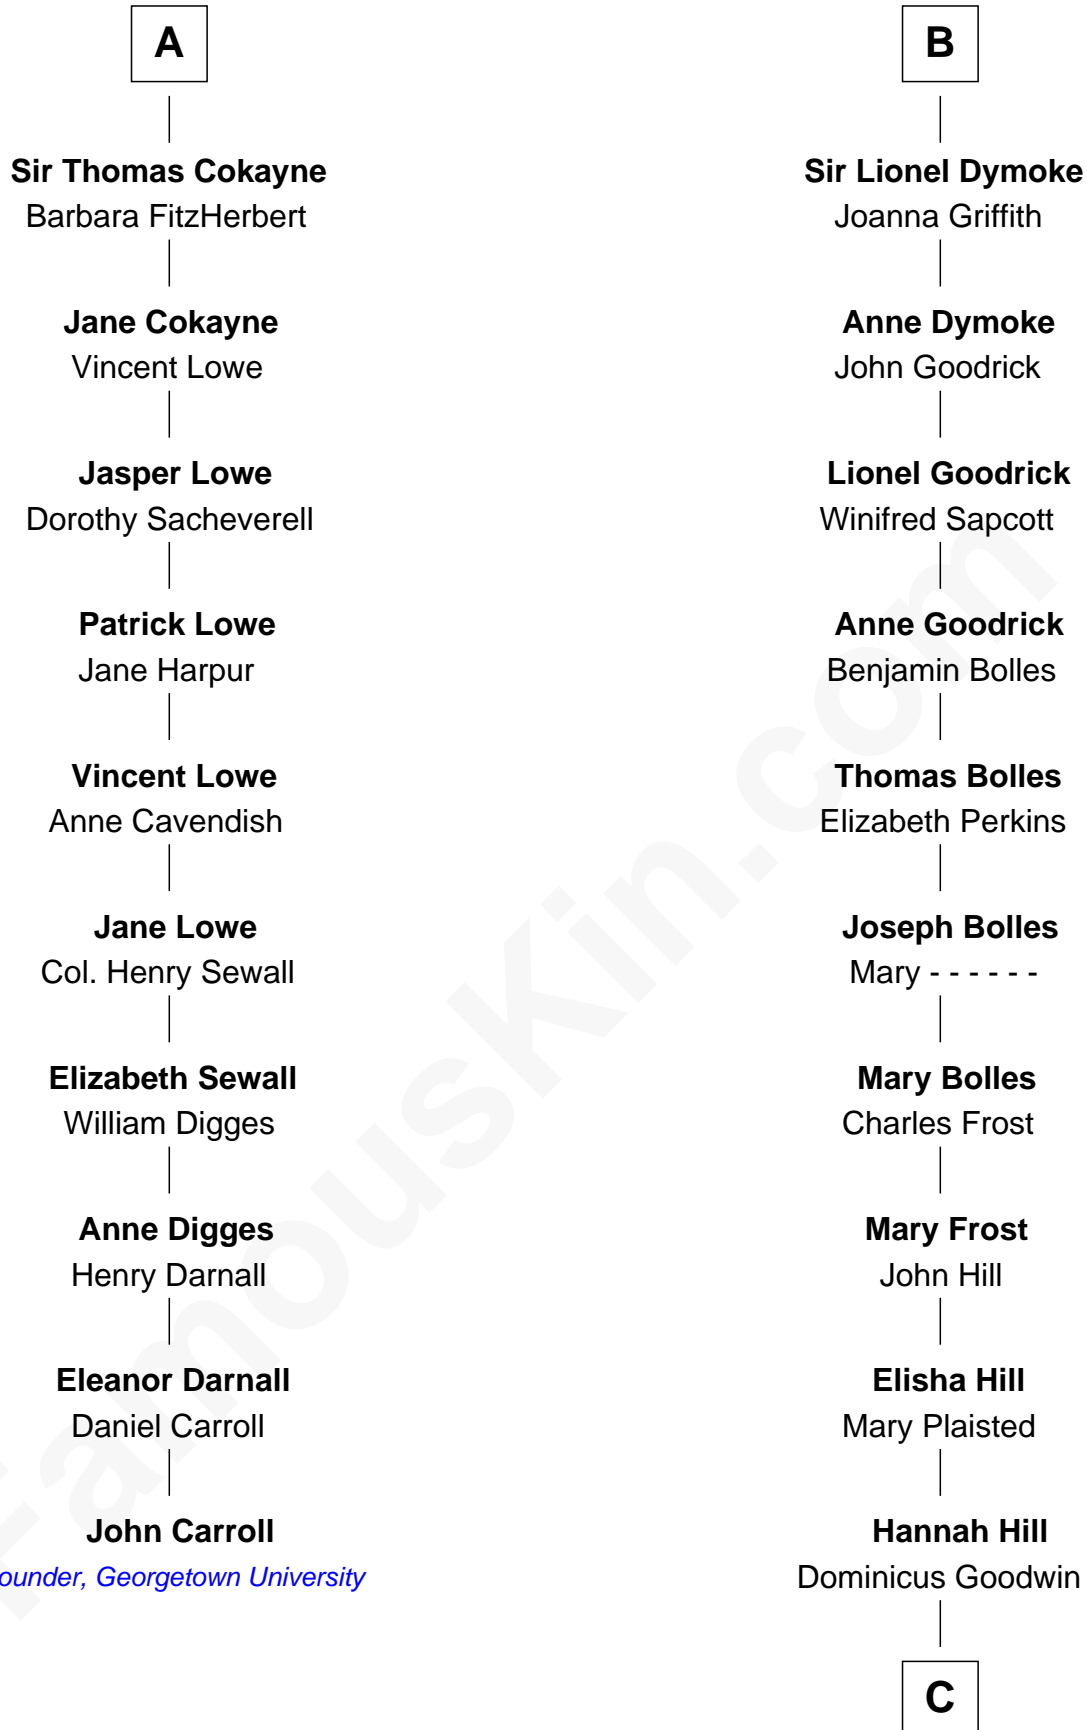 A
Sir Thomas Cokayne
Barbara FitzHerbert
Jane Cokayne
Vincent Lowe
Jasper Lowe
Dorothy Sacheverell
Patrick Lowe
Jane Harpur
Vincent Lowe
Anne Cavendish
Jane Lowe
Col. Henry Sewall
Elizabeth Sewall
William Digges
Anne Digges
Henry Darnall
Eleanor Darnall
Daniel Carroll
John Carroll
ounder, Georgetown University
B
Sir Lionel Dymoke
Joanna Griffith
Anne Dymoke
John Goodrick
Lionel Goodrick
Winifred Sapcott
Anne Goodrick
Benjamin Bolles
Thomas Bolles
Elizabeth Perkins
Joseph Bolles
Mary - - - - - -
Mary Bolles
Charles Frost
Mary Frost
John Hill
Elisha Hill
Mary Plaisted
Hannah Hill
Dominicus Goodwin
C
FamousKin.com